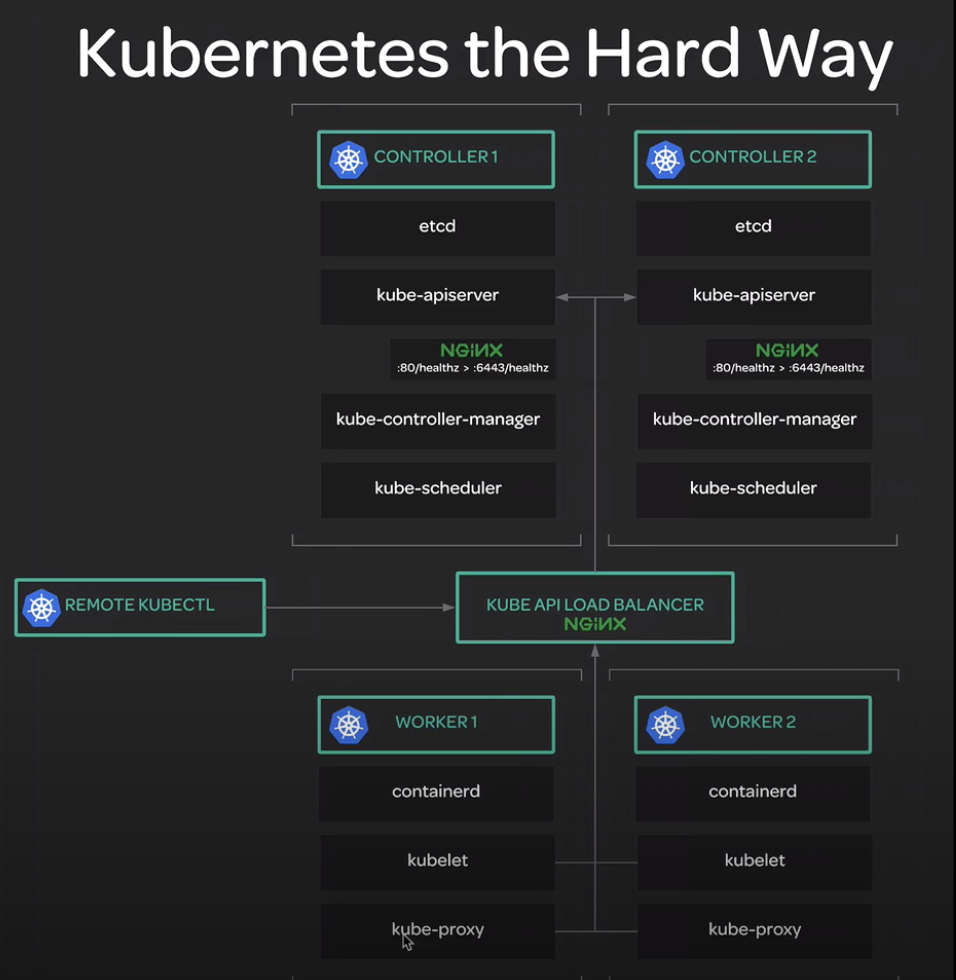 Kubernetes the Hard Way
CONTROLLER 1
etcd
kube-apiserver
NGINX
:80/healthz > :6443/healthz
kube-controller-manager
kube-scheduler
CONTROLLER 2
etcd
kube-apiserver
NGINX
:80/healthz > :6443/healthz
kube-controller-manager
kube-scheduler
REMOTE KUBECTL
KUBE API LOAD BALANCER
NGINX
WORKER 1
containerd
kubelet
kube-proxy
WORKER 2
containerd
kubelet
kube-proxy